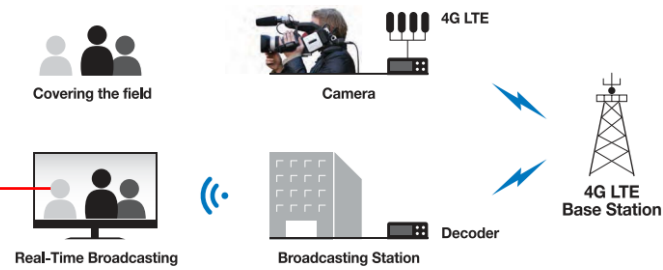 4G LTE
Covering the field
Camera
4G LTE
Base Station
Decoder
Real-Time Broadcasting
Broadcasting Station